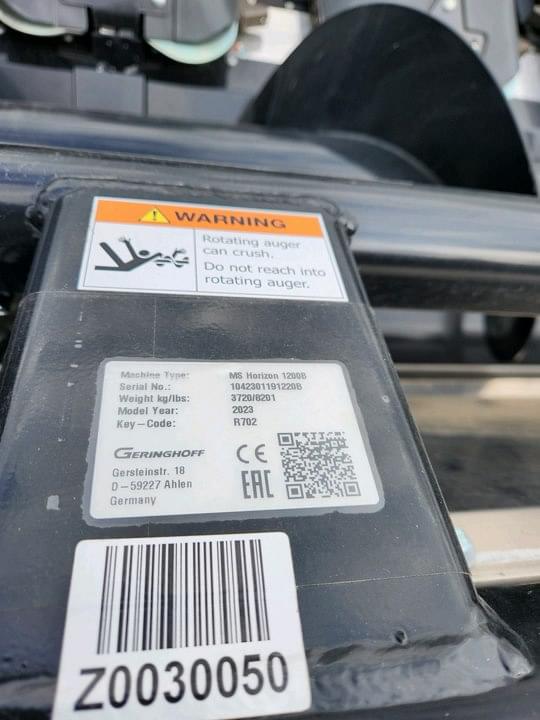 WARNING
Rotating auger
can crush.
Do not reach into
rotating auger.
Machine Type: MS Horizon 1200B
Serial No.: 1042301191220B
Weight kg/lbs: 3720/8201
Model Year: 2023
Key-Code: R702
GERINGHOFF
CE
Gersteinstr. 18
D-59227 Ahlen
EAC
Germany
Z0030050